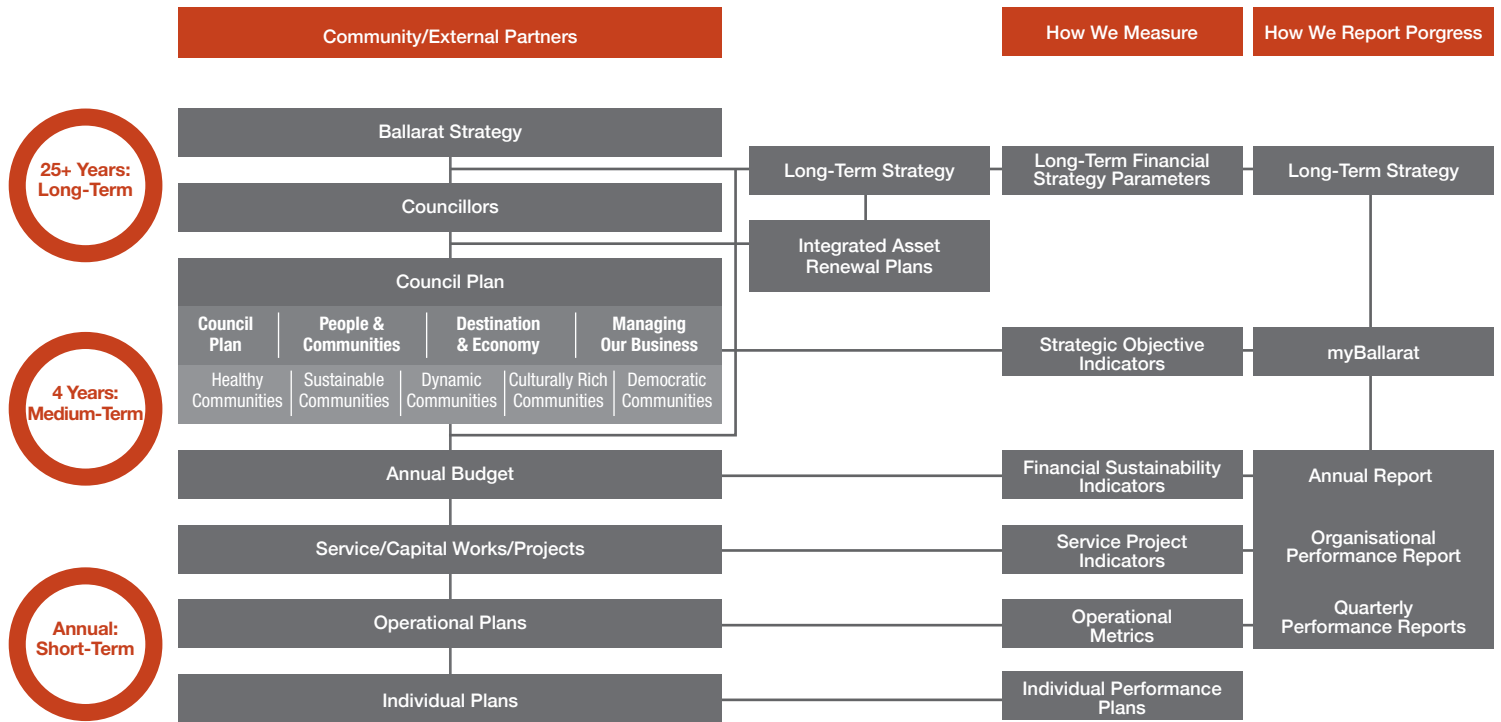 Community/External Partners
How We Measure
How We Report Porgress
25+ Years:
Long-Term
Ballarat Strategy
Councillors
Long-Term Strategy
Integrated Asset
Renewal Plans
Long-Term Financial
Strategy Parameters
Long-Term Strategy
Council Plan
Council
Plan
People &
Communities
Destination
& Economy
Managing
Our Business
Healthy
Communities
Sustainable
Communities
Dynamic
Communities
Culturally Rich
Communities
Democratic
Communities
Strategic Objective
Indicators
myBallarat
4 Years:
Medium-Term
Annual Budget
Financial Sustainability
Indicators
Annual Report
Service/Capital Works/Projects
Service Project
Indicators
Organisational
Performance Report
Annual:
Short-Term
Operational Plans
Operational
Metrics
Quarterly
Performance Reports
Individual Plans
Individual Performance
Plans